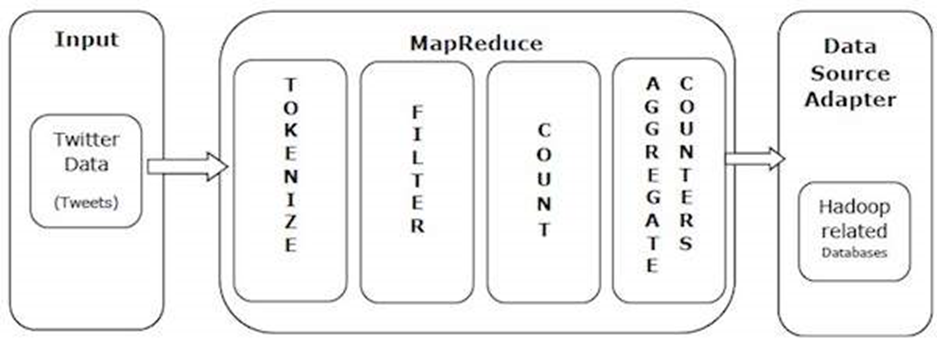 Input
Twitter
Data
(Tweets)
MapReduce
TOKENIZE
FILTER
COUNT
AGGREGATE
COUNTERS
Data
Source
Adapter
Hadoop
related
Databases